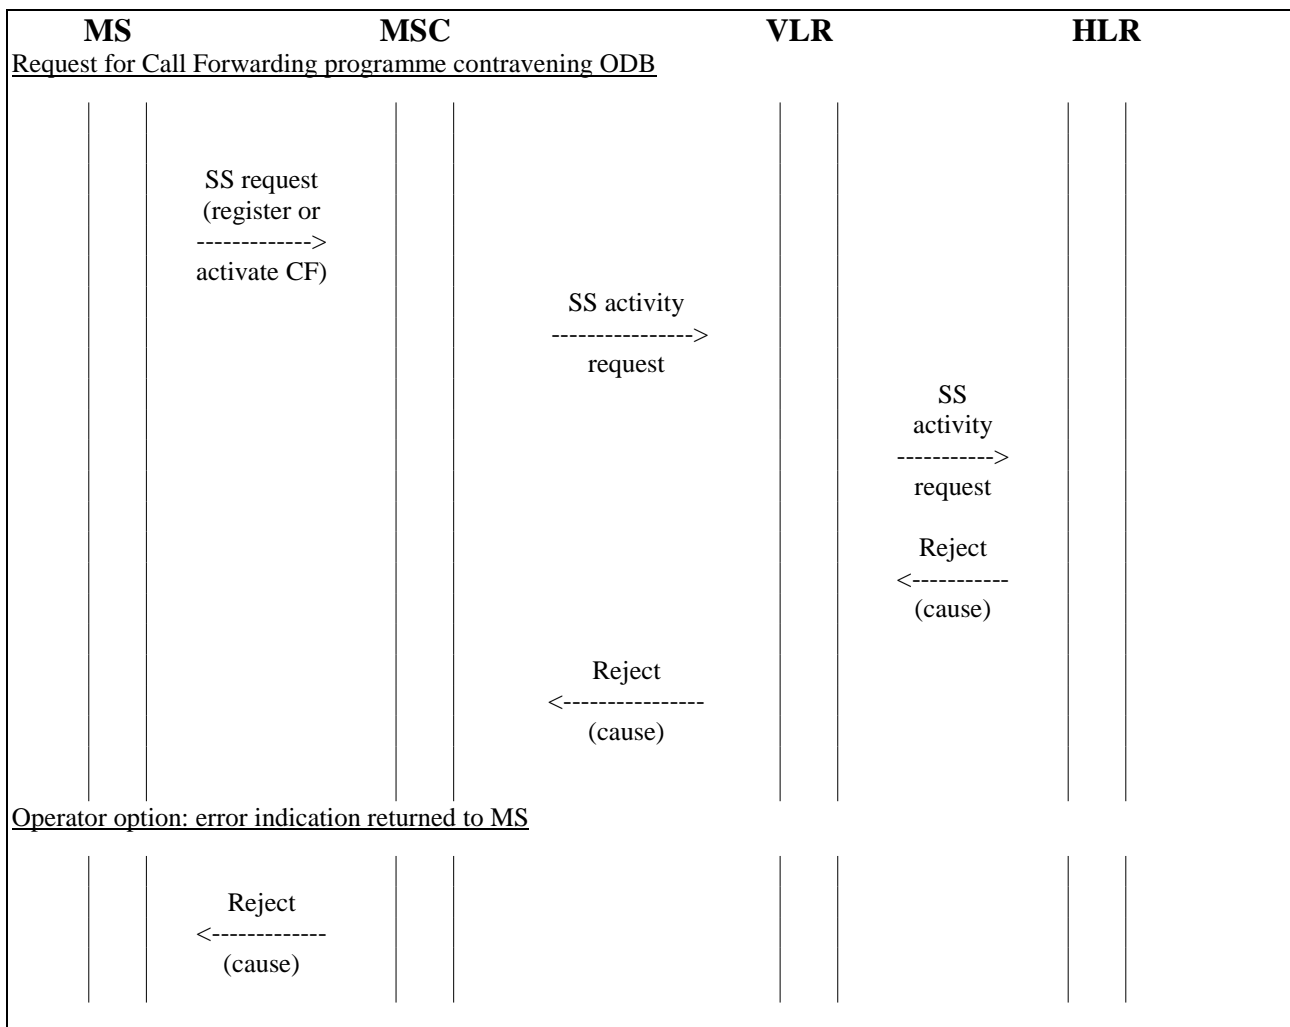 MS MSC VLR HLR
Request for Call Forwarding programme contravening ODB
SS request
(register or
------------->
activate CF)
SS activity
---------------->
request
SS
activity
----------->
request
Reject
<-----------
(cause)
Reject
<----------------
(cause)
Operator option: error indication returned to MS
Reject
<-------------
(cause)